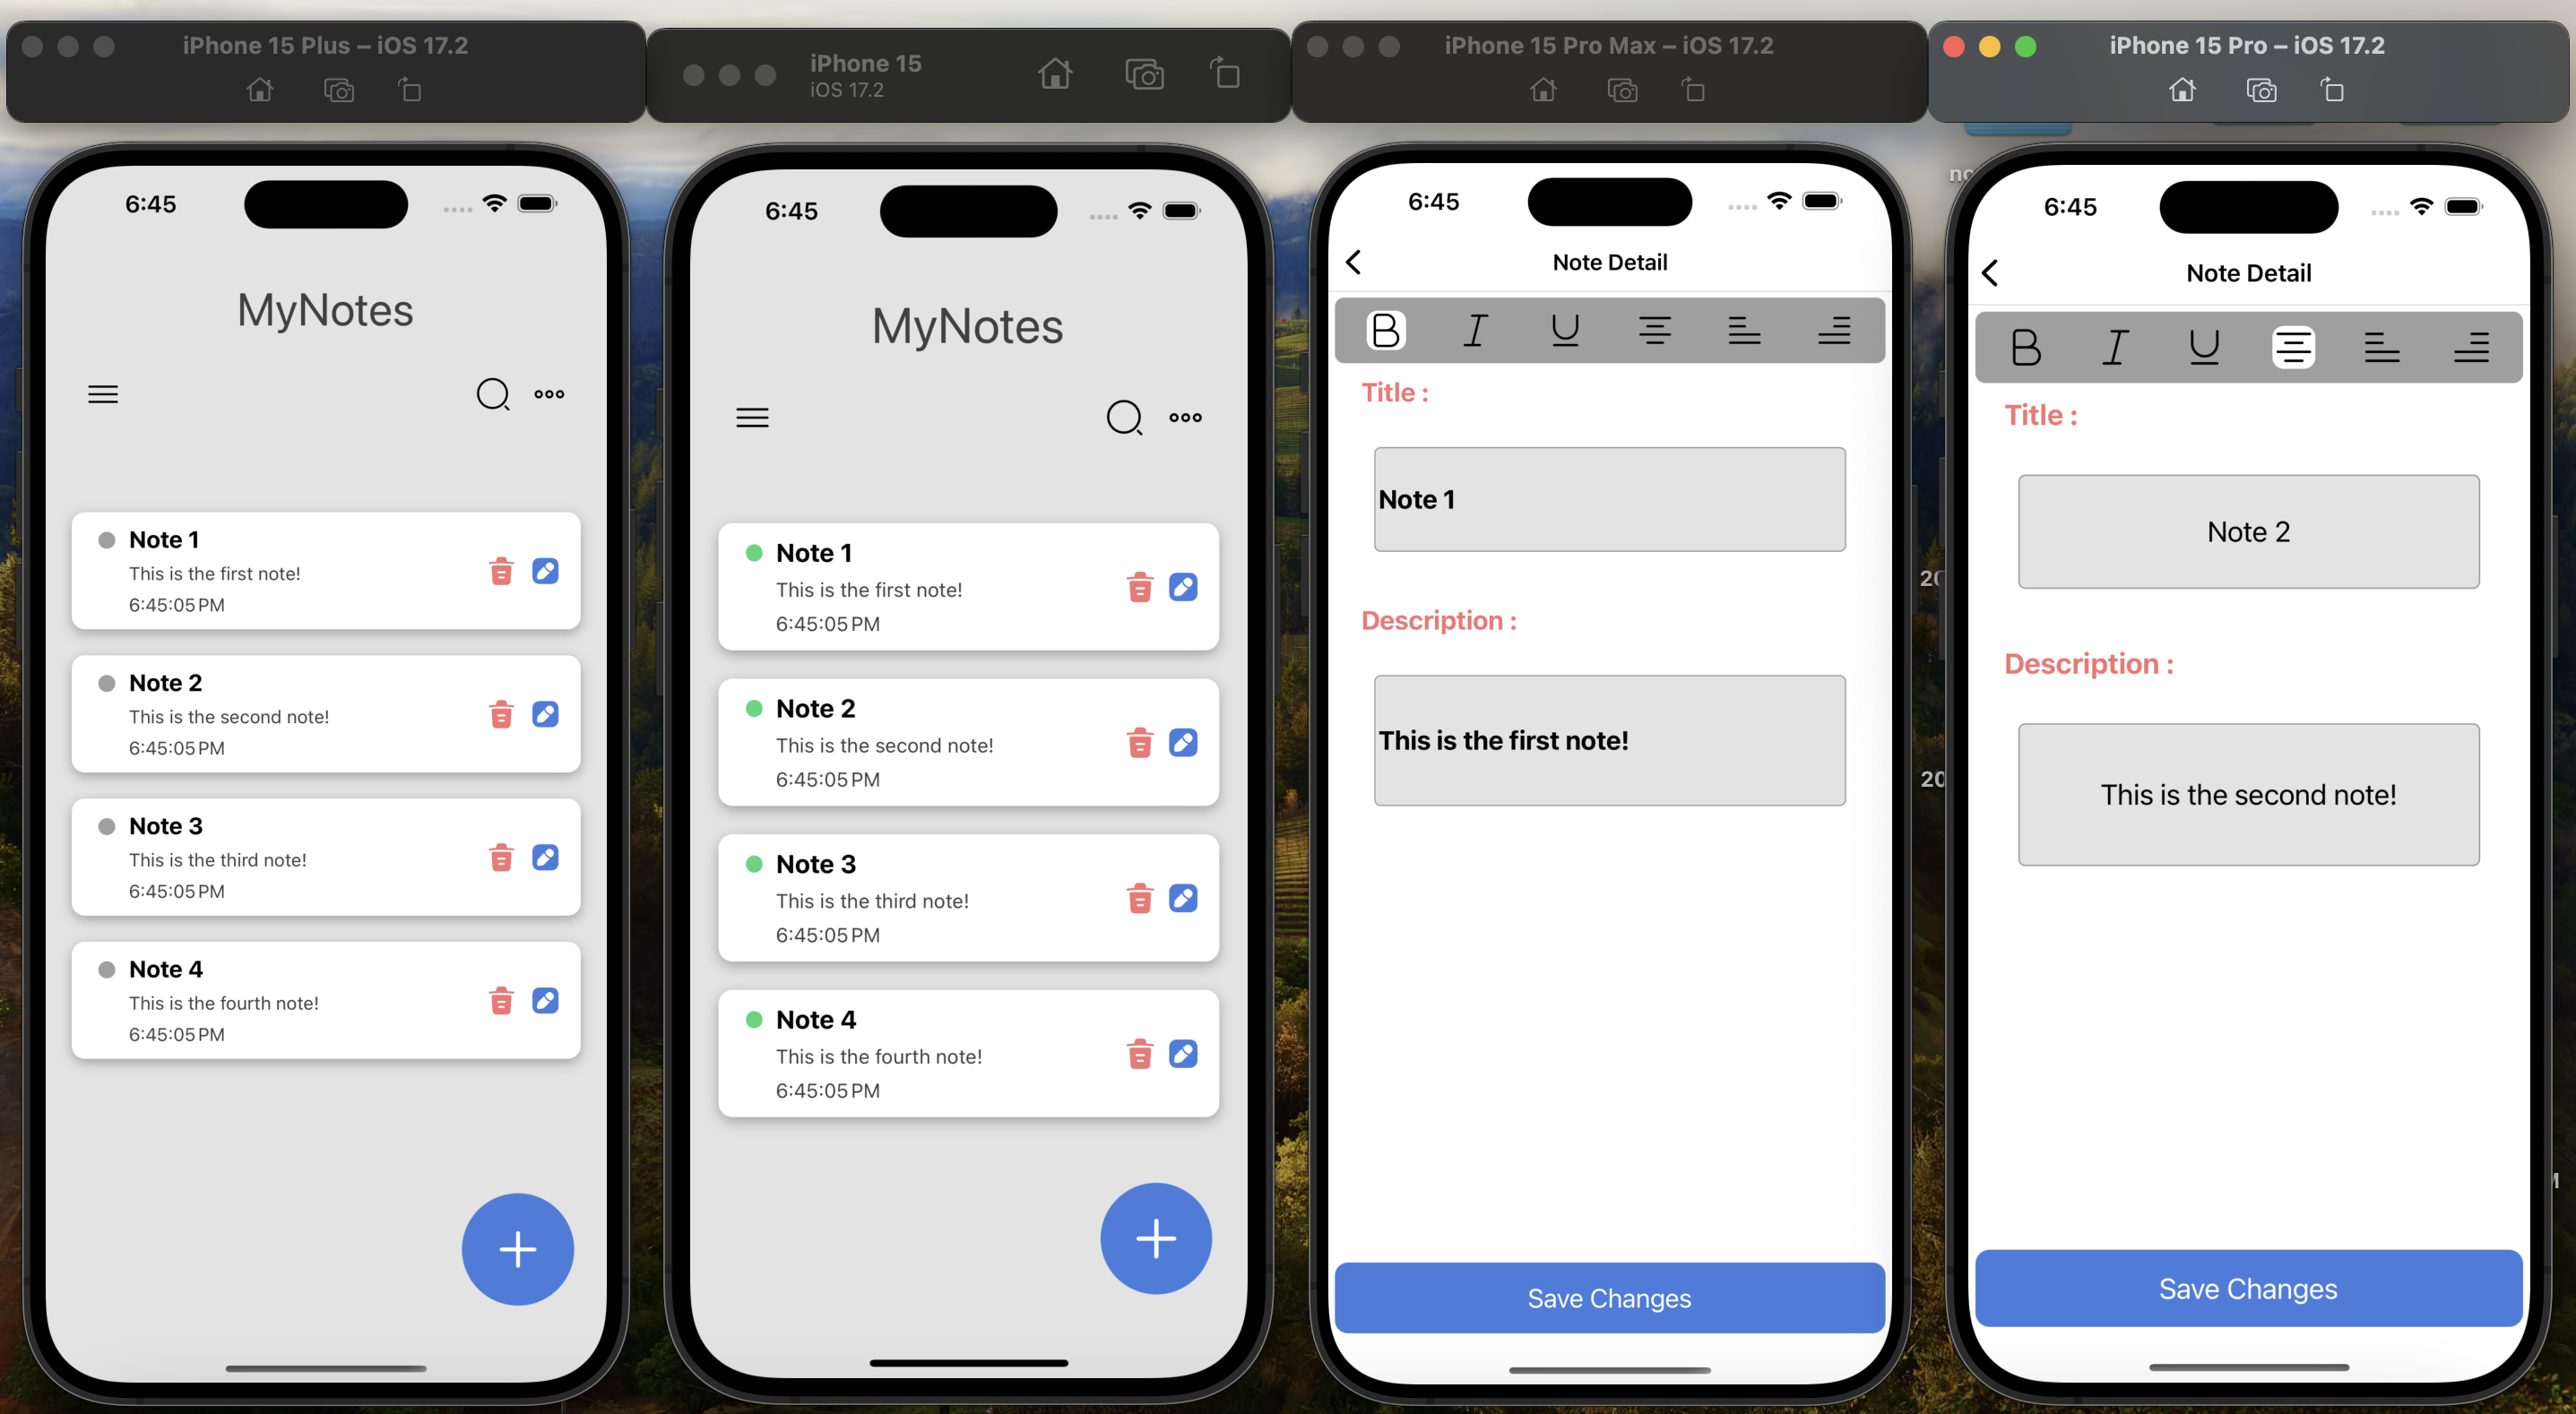 iPhone 15 Plus – iOS 17.2
6:45
MyNotes
Note 1
This is the first note!
6:45:05 PM
Note 2
This is the second note!
6:45:05 PM
Note 3
This is the third note!
6:45:05 PM
Note 4
This is the fourth note!
6:45:05 PM
iPhone 15
iOS 17.2
6:45
MyNotes
Note 1
This is the first note!
6:45:05 PM
Note 2
This is the second note!
6:45:05 PM
Note 3
This is the third note!
6:45:05 PM
Note 4
This is the fourth note!
6:45:05 PM
iPhone 15 Pro Max – iOS 17.2
6:45
Note Detail
B I U
Title :
Note 1
Description :
This is the first note!
Save Changes
iPhone 15 Pro – iOS 17.2
6:45
Note Detail
B I U
Title :
Note 2
Description :
This is the second note!
Save Changes
20